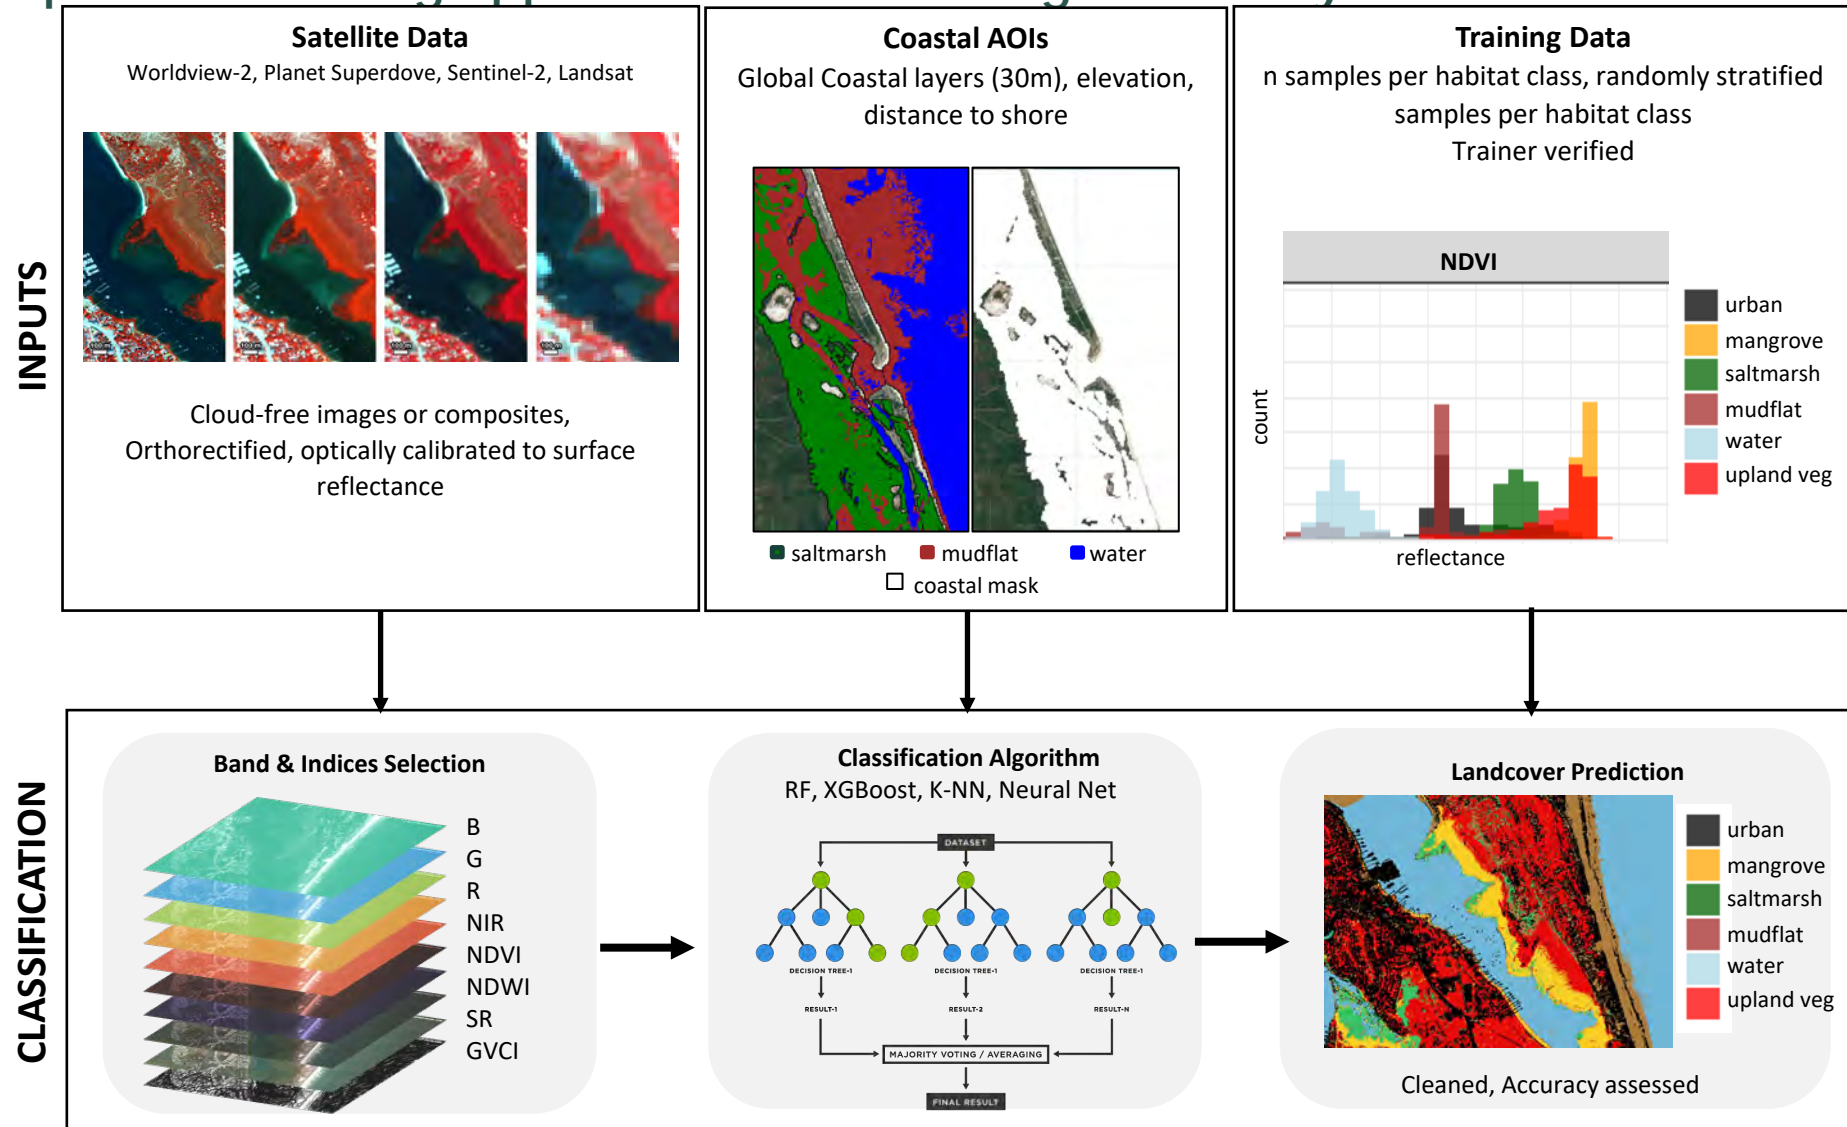 INPUTS
Satellite Data
Worldview-2, Planet Superdove, Sentinel-2, Landsat
100 m
Cloud-free images or composites,
Orthorectified, optically calibrated to surface
reflectance
Coastal AOIs
Global Coastal layers (30m), elevation,
distance to shore
saltmarsh
mudflat
water
coastal mask
Training Data
n samples per habitat class, randomly stratified
samples per habitat class
Trainer verified
NDVI
count
reflectance
urban
mangrove
saltmarsh
mudflat
water
upland veg
CLASSIFICATION
Band & Indices Selection
B
G
R
NIR
NDVI
NDWI
SR
GVCI
Classification Algorithm
RF, XGBoost, K-NN, Neural Net
DATASET
DECISION TREE-1
DECISION TREE-1
DECISION TREE-1
RESULT-1
RESULT-2
RESULT-N
MAJORITY VOTING / AVERAGING
FINAL RESULT
Landcover Prediction
urban
mangrove
saltmarsh
mudflat
water
upland veg
Cleaned, Accuracy assessed